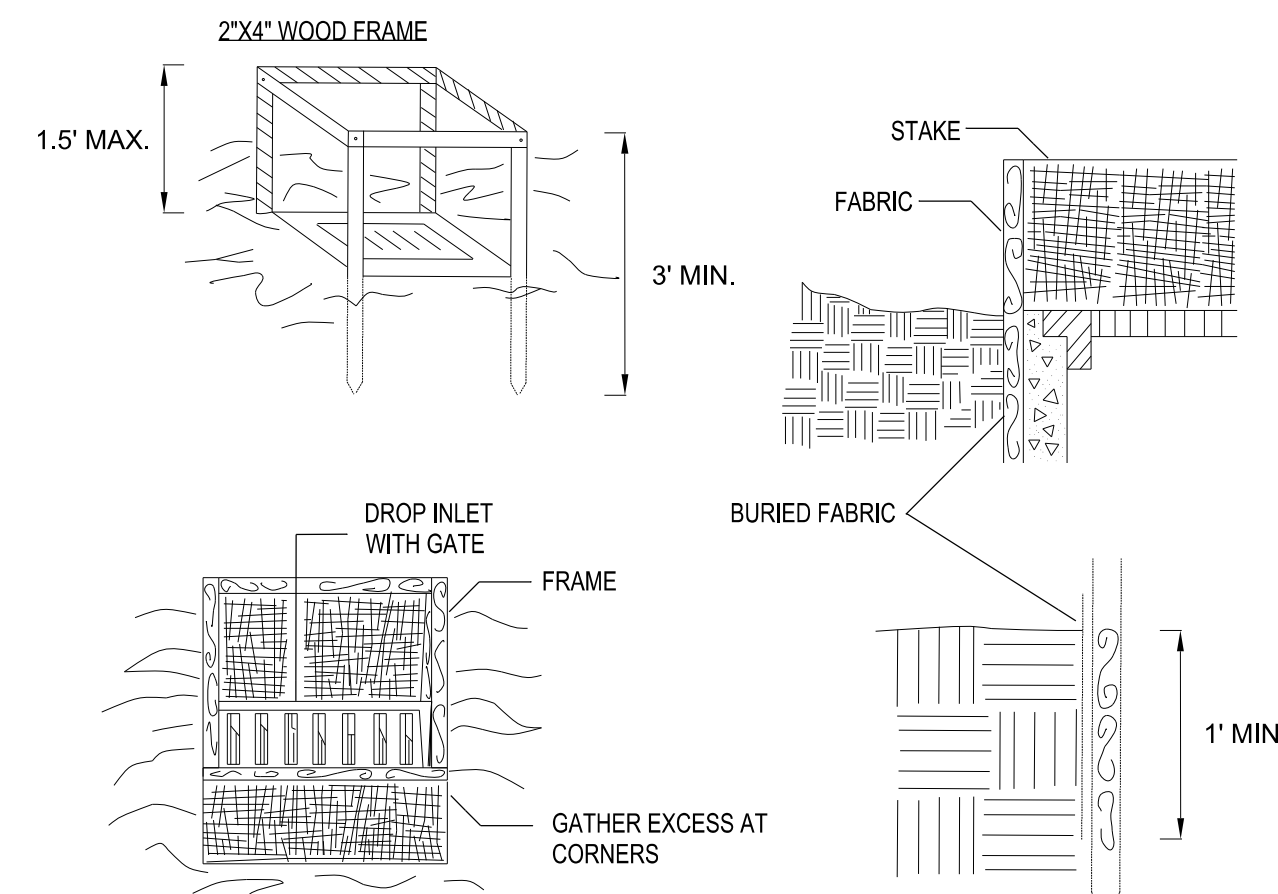 2"X4" WOOD FRAME
1.5' MAX.
3' MIN.
STAKE
FABRIC
BURIED FABRIC
DROP INLET
WITH GATE
FRAME
GATHER EXCESS AT
CORNERS
1' MIN